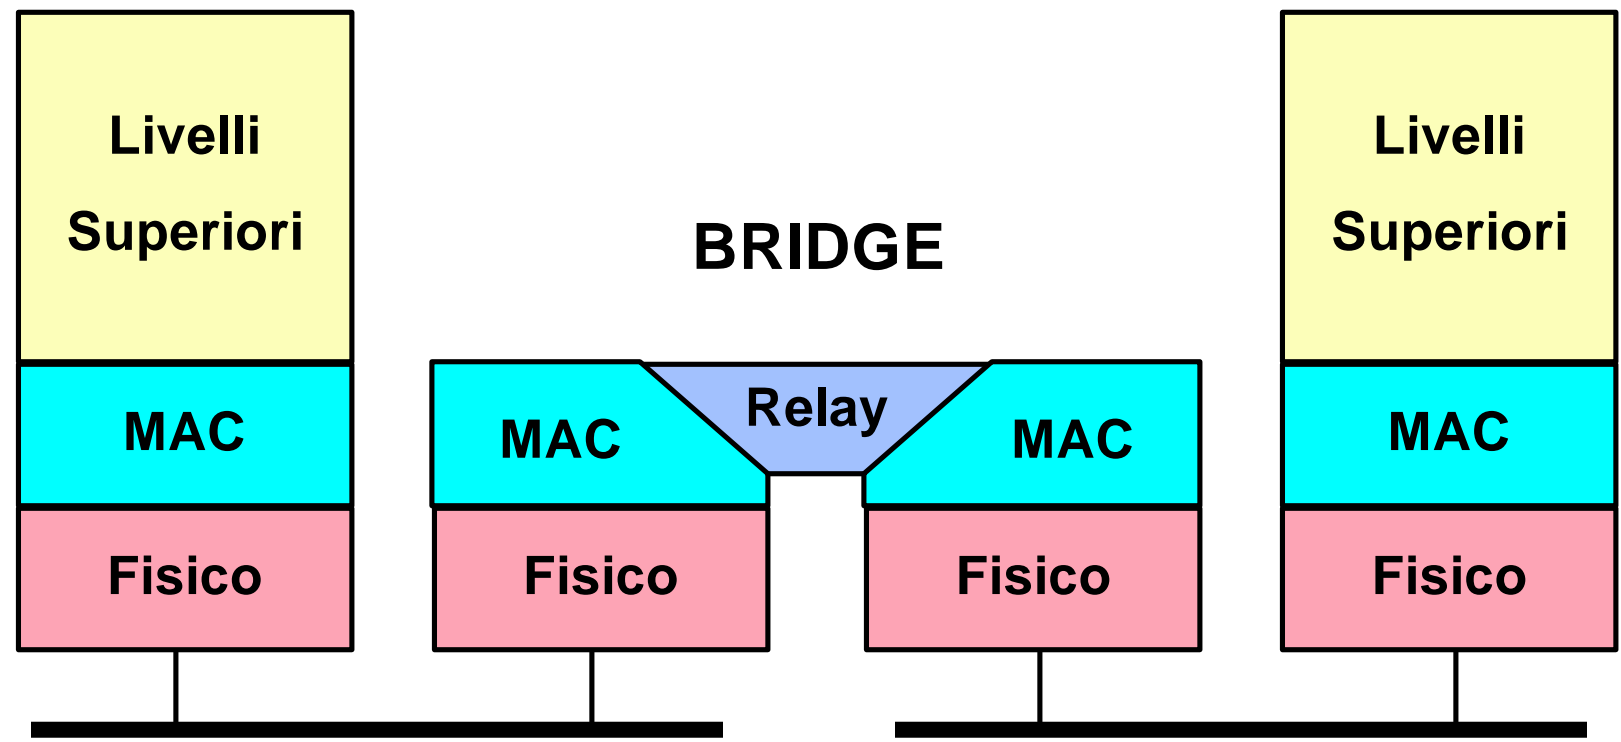 Livelli
Superiori
MAC
Fisico
BRIDGE
MAC
Relay
MAC
Fisico
Fisico
Livelli
Superiori
MAC
Fisico